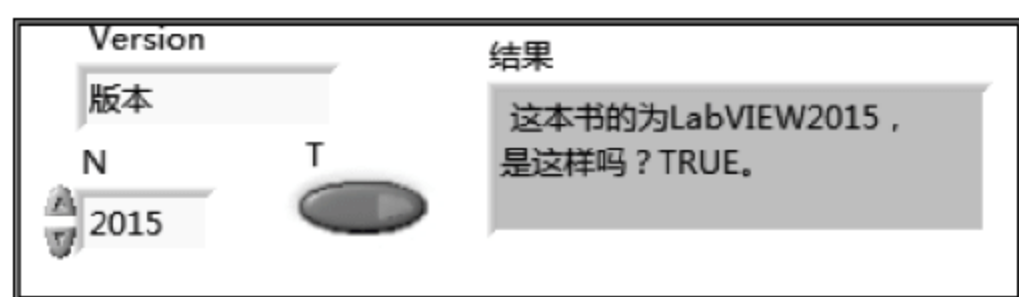 Version
版本
N
2015
T
结果
这本书的为LabVIEW2015，
是这样吗？TRUE。